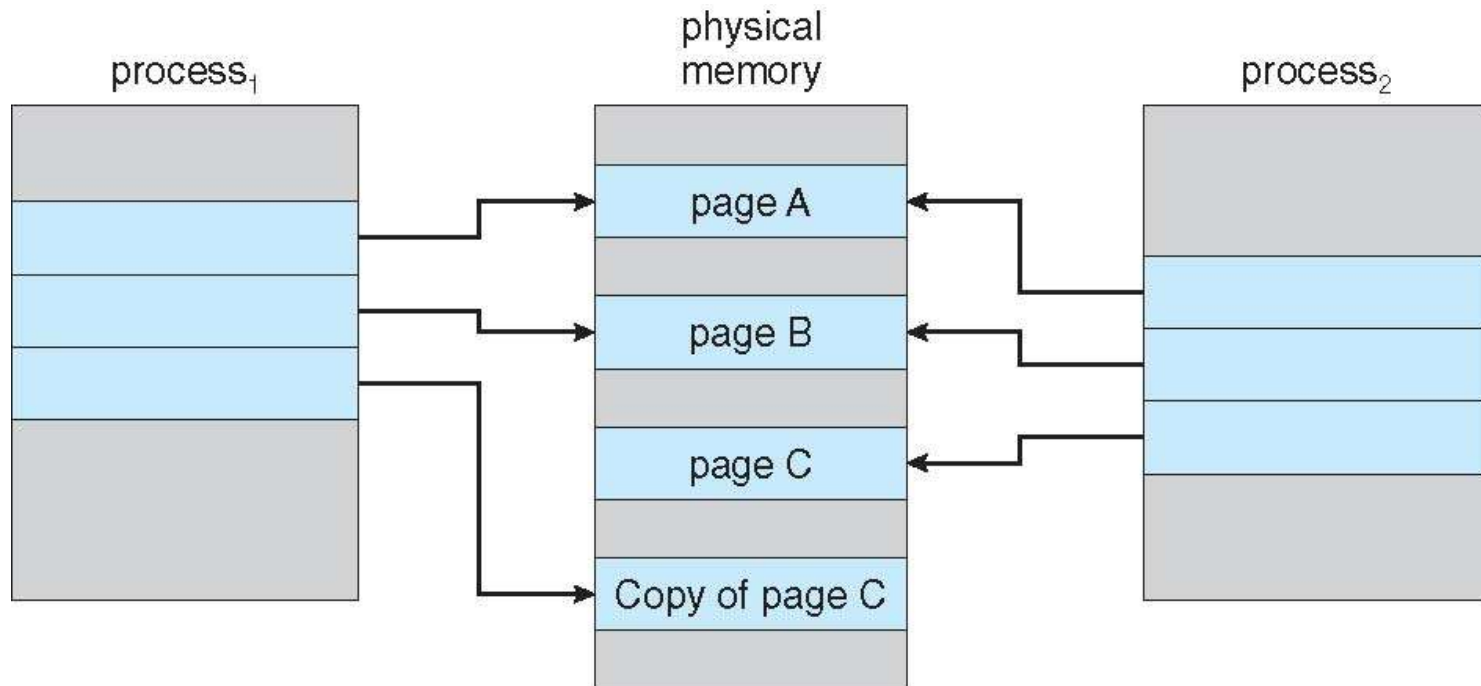 process₁
physical
memory
process₂
page A
page B
page C
Copy of page C